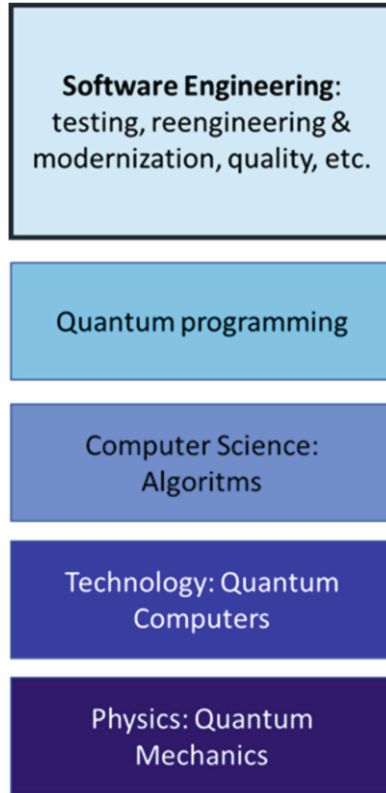 Software Engineering:
testing, reengineering &
modernization, quality, etc.
Quantum programming
Computer Science:
Algoritms
Technology: Quantum
Computers
Physics: Quantum
Mechanics